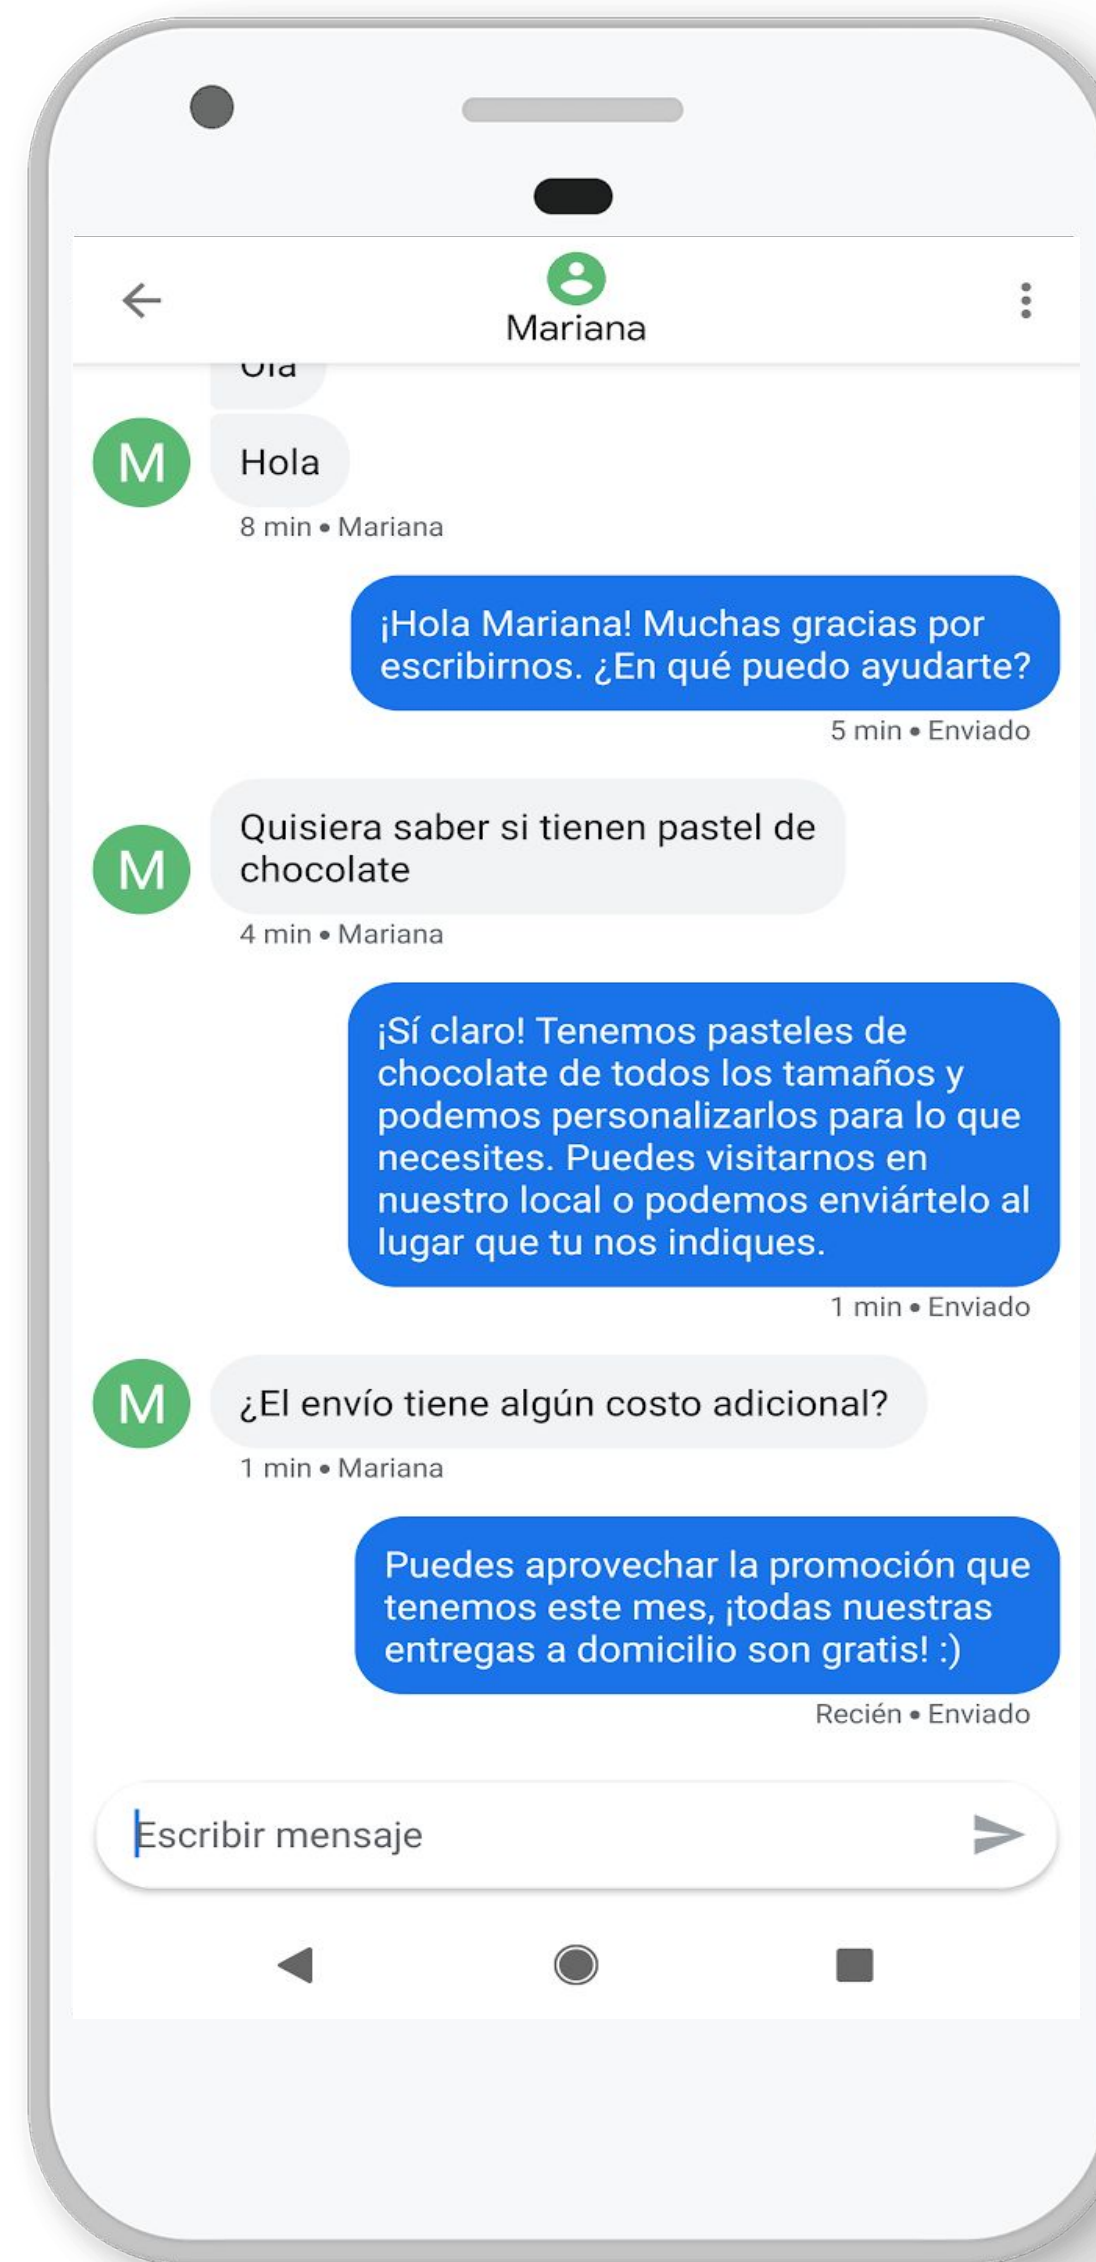 Mariana
Ola
M
Hola
8 min • Mariana
¡Hola Mariana! Muchas gracias por
escribirnos. ¿En qué puedo ayudarte?
5 min • Enviado
Quisiera saber si tienen pastel de
M
chocolate
4 min • Mariana
¡Sí claro! Tenemos pasteles de
chocolate de todos los tamaños y
podemos personalizarlos para lo que
necesites. Puedes visitarnos en
nuestro local o podemos enviártelo al
lugar que tu nos indiques.
1 min • Enviado
M
¿El envío tiene algún costo adicional?
1 min • Mariana
Puedes aprovechar la promoción que
tenemos este mes, ¡todas nuestras
entregas a domicilio son gratis! :)
Recién • Enviado
Escribir mensaje